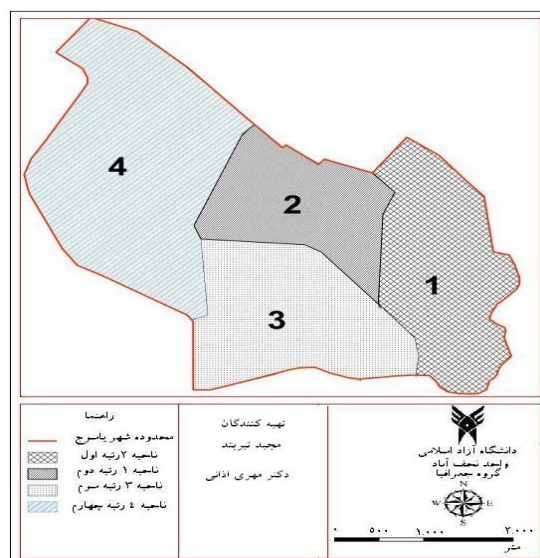 4
2
1
3
راهنما
محدوده شهر یاسوج
ناحیه ۲ رتبه اول
ناحیه ۱ رتبه دوم
ناحیه ۳ رتبه سوم
ناحیه ٤ رتبه چهارم
تهیه کنندگان
مجید تیربند
دکتر مهری اذانی
دانشگاه آزاد اسلامی
واحد نجف آباد
گروه جغرافیا
N
W E
S
۰ ۵۰۰ ۱.۰۰۰ ۲.۰۰۰
متر